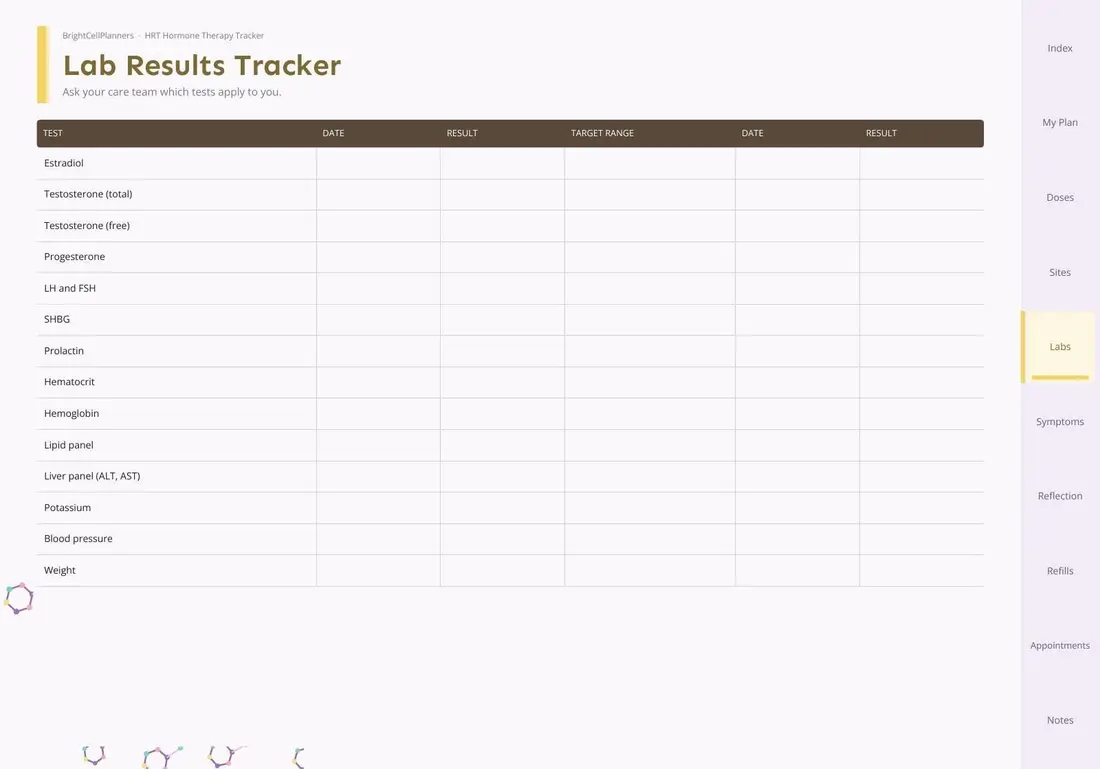 BrightCellPlanners · HRT Hormone Therapy Tracker
Lab Results Tracker
Ask your care team which tests apply to you.
TEST DATE RESULT TARGET RANGE DATE RESULT
Estradiol
Testosterone (total)
Testosterone (free)
Progesterone
LH and FSH
SHBG
Prolactin
Hematocrit
Hemoglobin
Lipid panel
Liver panel (ALT, AST)
Potassium
Blood pressure
Weight
Index
My Plan
Doses
Sites
Labs
Symptoms
Reflection
Refills
Appointments
Notes